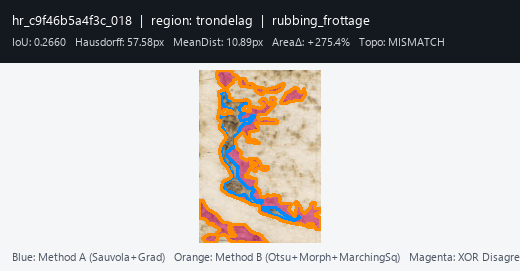 hr_c9f46b5a4f3c_018 | region: trondelag | rubbing_frottage
IoU: 0.2660 Hausdorf: 57.58px MeanDist: 10.89px AreaΔ: +275.4% Topo: MISMATCH
Blue: Method A (Sauvola+Grad) Orange: Method B (Otsu+Morph+MarchingSq) Magenta: XOR Disagre